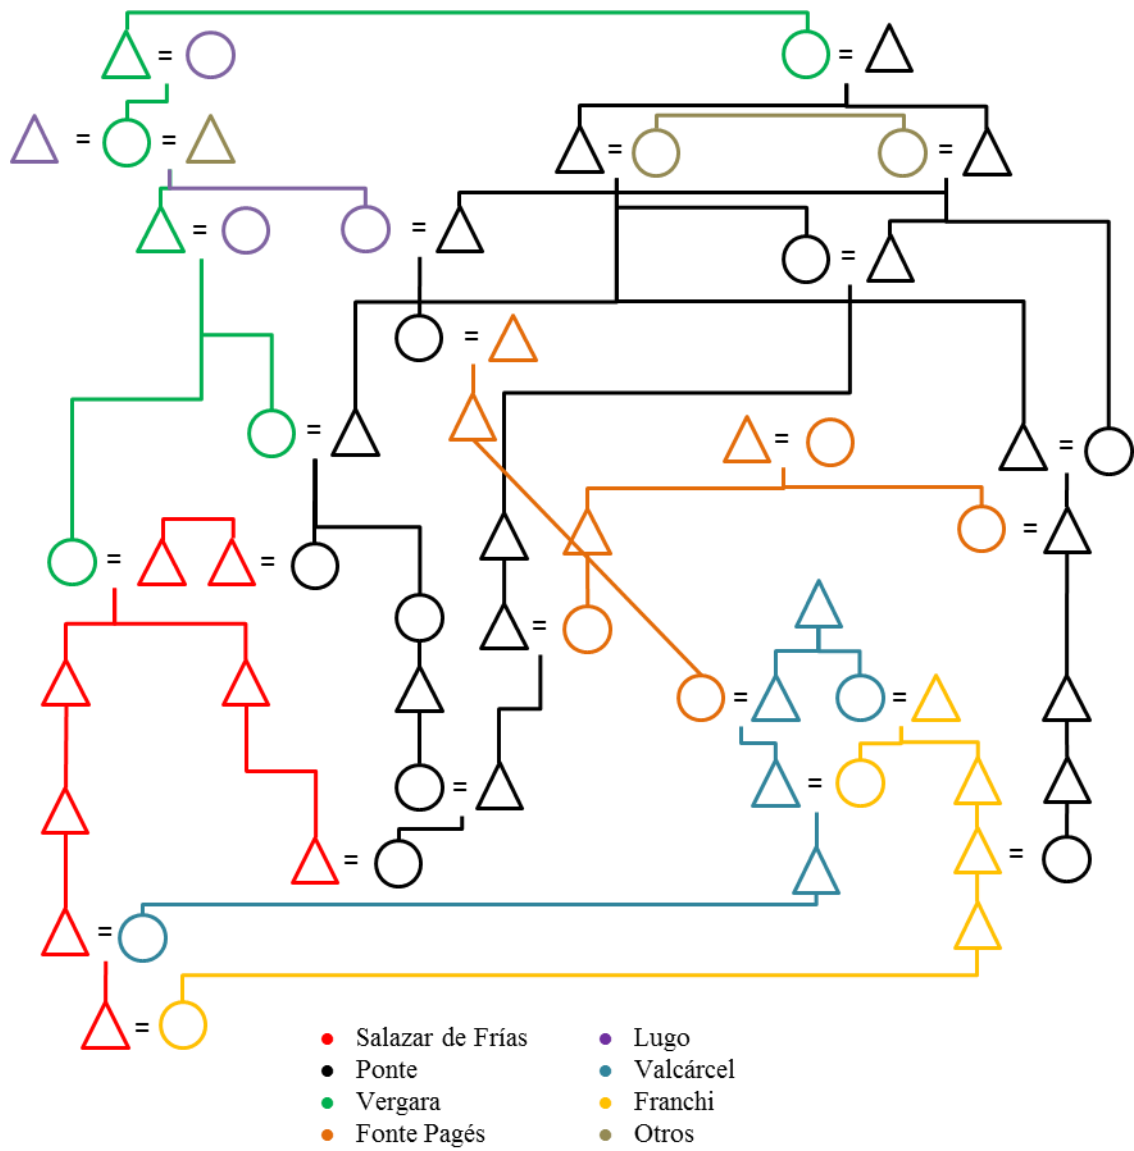 Salazar de Frías
Ponte
Vergara
Fonte Pagés
Lugo
Valcárcel
Franchi
Otros